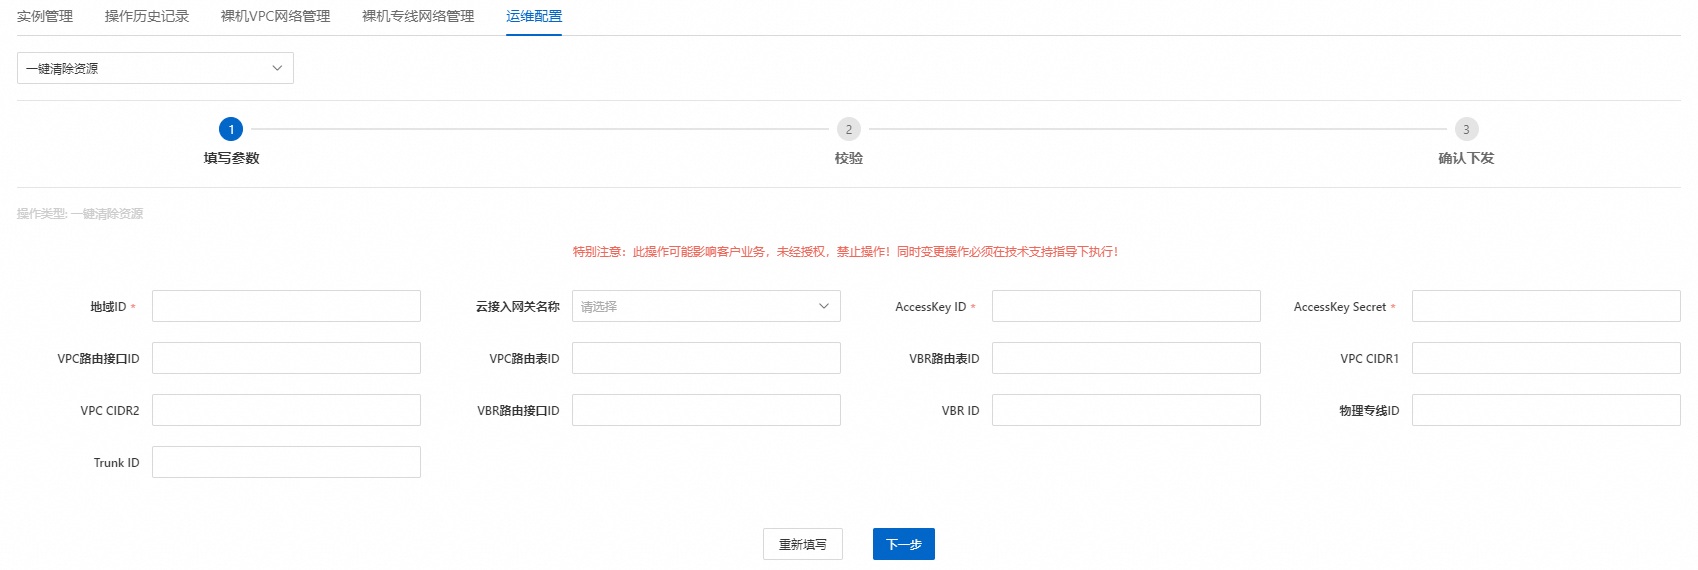 实例管理 操作历史记录 裸机VPC网络管理 裸机专线网络管理 运维配置
一键清除资源
1 2 3
填写参数 校验 确认下发
操作类型: 一键清除资源
特别注意：此操作可能影响客户业务，未经授权，禁止操作！同时变更操作必须在技术支持指导下执行！
地域ID * 云接入网关名称 请选择 AccessKey ID * AccessKey Secret *
VPC路由接口ID VPC路由表ID VBR路由表ID VPC CIDR1
VPC CIDR2 VBR路由接口ID VBR ID 物理专线ID
Trunk ID
重新填写 下一步